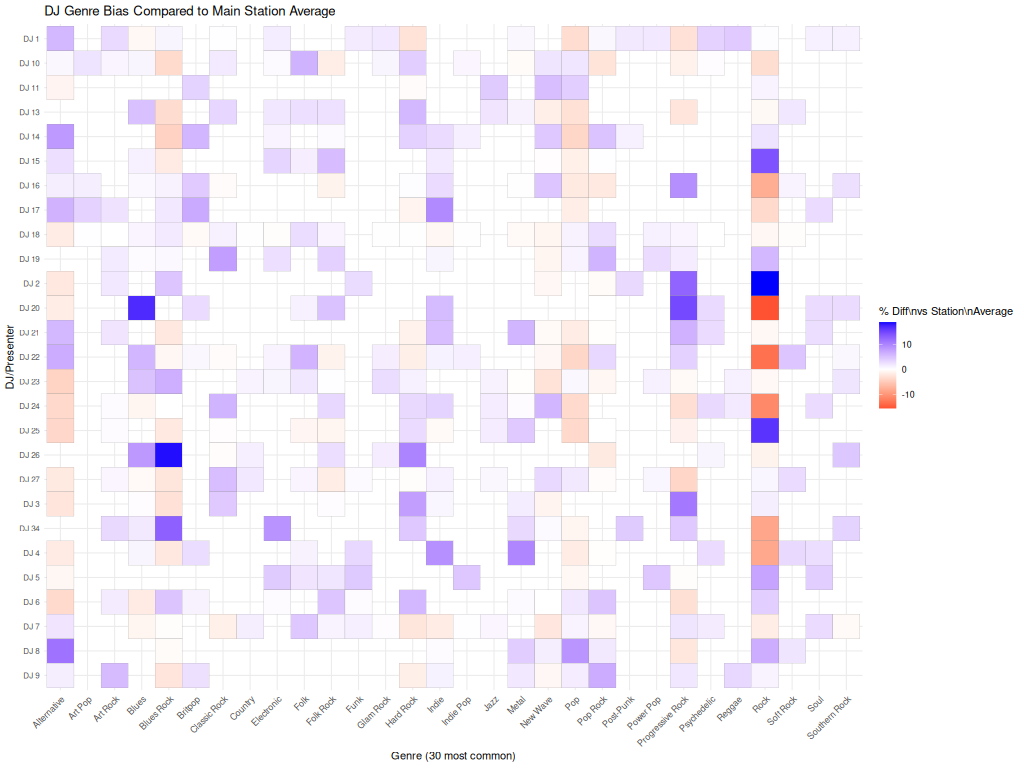 DJ Genre Bias Compared to Main Station Average
DJ/Presenter
DJ 1
DJ 10
DJ 11
DJ 13
DJ 14
DJ 15
DJ 16
DJ 17
DJ 18
DJ 19
DJ 2
DJ 20
DJ 21
DJ 22
DJ 23
DJ 24
DJ 25
DJ 26
DJ 27
DJ 3
DJ 34
DJ 4
DJ 5
DJ 6
DJ 7
DJ 8
DJ 9
Alternative
Art Pop
Art Rock
Blues
Blues Rock
Britpop
Classic Rock
Country
Electronic
Folk
Folk Rock
Funk
Glam Rock
Hard Rock
Indie
Indie Pop
Jazz
Metal
New Wave
Pop
Pop Rock
Post-Punk
Power Pop
Progressive Rock
Psychedelic
Reggae
Rock
Soft Rock
Soul
Southern Rock
Genre (30 most common)
% Diff\nvs Station\nAverage
10
0
-10